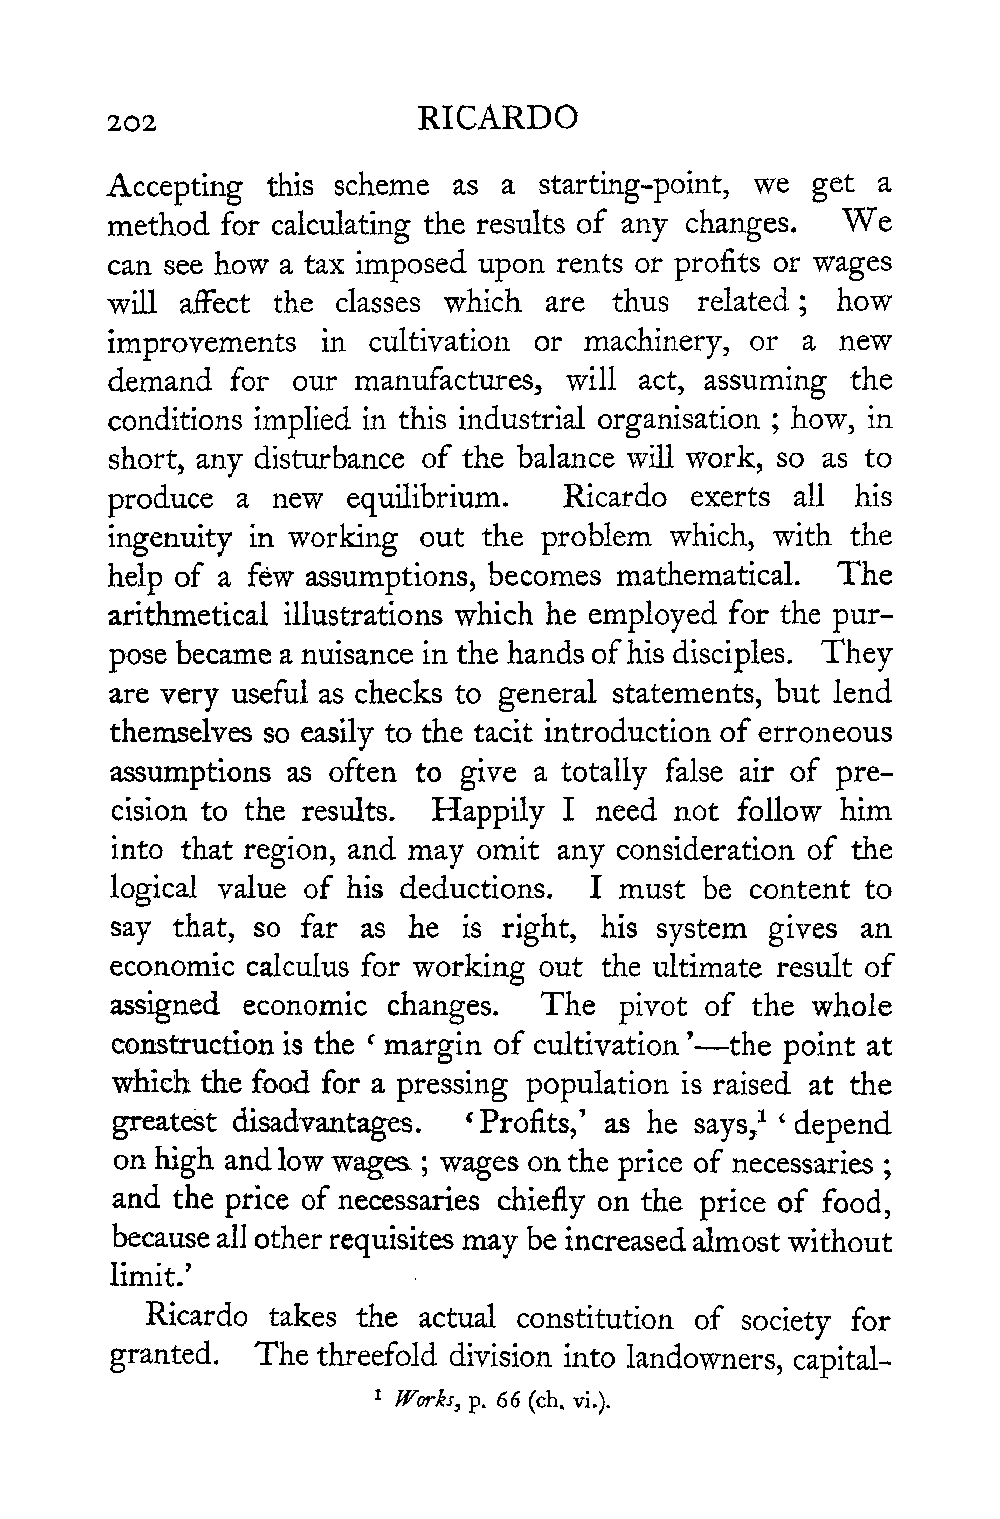 202 RICARDO
Accepting this scheme as a starting-point, we get a
method for calculating the results of any changes. We
can see how a tax imposed upon rents or profits or wages
will affect the classes which are thus related ; how
improvements in cultivation or machinery, or a new
demand for our manufactures, will act, assuming the
conditions implied in this industrial organisation ; how, in
short, any disturbance of the balance will work, so as to
produce a new equilibrium. Ricardo exerts all his
ingenuity in working out the problem which, with the
help of a few assumptions, becomes mathematical. The
arithmetical illustrations which he employed for the pur-
pose became a nuisance in the hands of his disciples. They
are very useful as checks to general statements, but lend
themselves so easily to the tacit introduction of erroneous
assumptions as often to give a totally false air of pre-
cision to the results. Happily I need not follow him
into that region, and may omit any consideration of the
logical value of his deductions. I must be content to
say that, so far as he is right, his system gives an
economic calculus for working out the ultimate result of
assigned economic changes. The pivot of the whole
construction is the ‘ margin of cultivation ’—the point at
which the food for a pressing population is raised at the
greatest disadvantages. ‘ Profits,’ as he says,¹ ‘ depend
on high and low wages ; wages on the price of necessaries ;
and the price of necessaries chiefly on the price of food,
because all other requisites may be increased almost without
limit.’
Ricardo takes the actual constitution of society for
granted. The threefold division into landowners, capital-
¹ Works, p. 66 (ch. vi.).